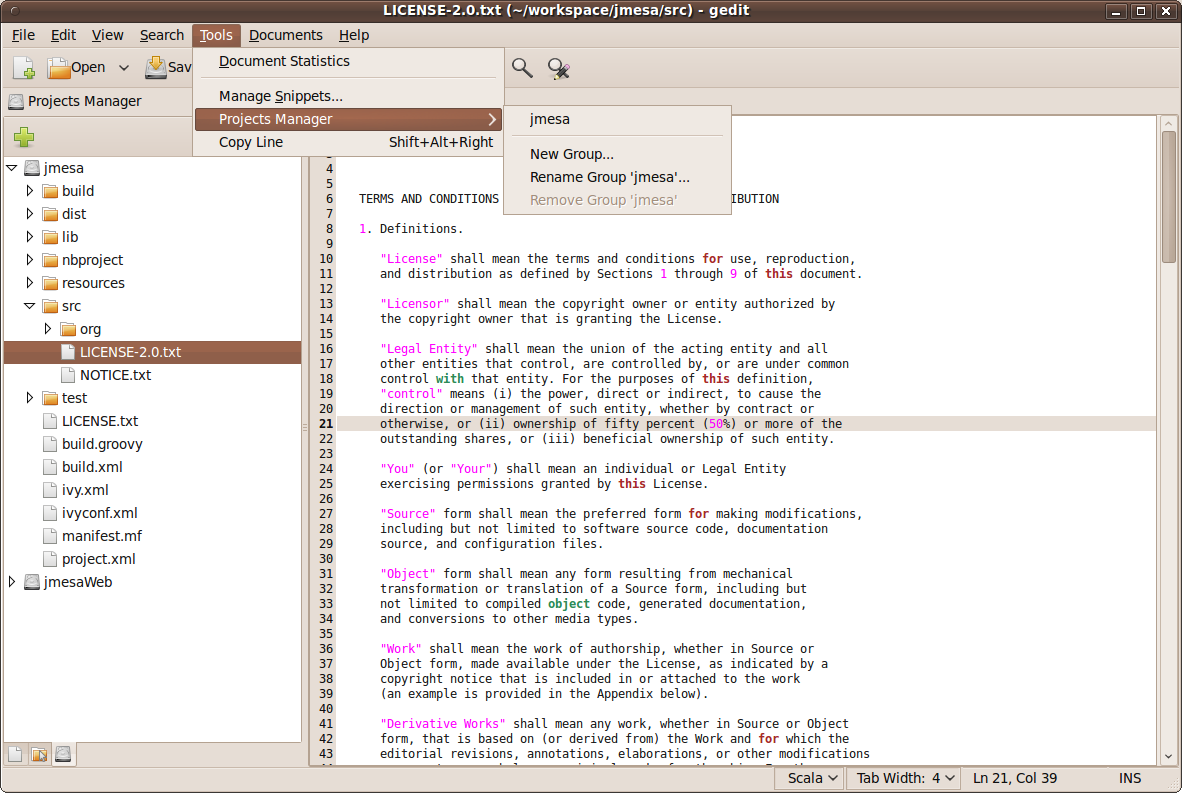 LICENSE-2.0.txt (~/workspace/jmesa/src) - gedit
File Edit View Search Tools Documents Help
Open Sav
Projects Manager
Document Statistics
Manage Snippets...
Projects Manager
Copy Line Shift+Alt+Right
jmesa
New Group...
Rename Group 'jmesa'...
Remove Group 'jmesa'
jmesa
build
dist
lib
nbproject
resources
src
org
LICENSE-2.0.txt
NOTICE.txt
test
LICENSE.txt
build.groovy
build.xml
ivy.xml
ivyconf.xml
manifest.mf
project.xml
jmesaWeb
4
5
6 TERMS AND CONDITIONS IBUTION
7
8 1. Definitions.
9
10 "License" shall mean the terms and conditions for use, reproduction,
11 and distribution as defined by Sections 1 through 9 of this document.
12
13 "Licensor" shall mean the copyright owner or entity authorized by
14 the copyright owner that is granting the License.
15
16 "Legal Entity" shall mean the union of the acting entity and all
17 other entities that control, are controlled by, or are under common
18 control with that entity. For the purposes of this definition,
19 "control" means (i) the power, direct or indirect, to cause the
20 direction or management of such entity, whether by contract or
21 otherwise, or (ii) ownership of fifty percent (50%) or more of the
22 outstanding shares, or (iii) beneficial ownership of such entity.
23
24 "You" (or "Your") shall mean an individual or Legal Entity
25 exercising permissions granted by this License.
26
27 "Source" form shall mean the preferred form for making modifications,
28 including but not limited to software source code, documentation
29 source, and configuration files.
30
31 "Object" form shall mean any form resulting from mechanical
32 transformation or translation of a Source form, including but
33 not limited to compiled object code, generated documentation,
34 and conversions to other media types.
35
36 "Work" shall mean the work of authorship, whether in Source or
37 Object form, made available under the License, as indicated by a
38 copyright notice that is included in or attached to the work
39 (an example is provided in the Appendix below).
40
41 "Derivative Works" shall mean any work, whether in Source or Object
42 form, that is based on (or derived from) the Work and for which the
43 editorial revisions, annotations, elaborations, or other modifications
Scala Tab Width: 4 Ln 21, Col 39 INS